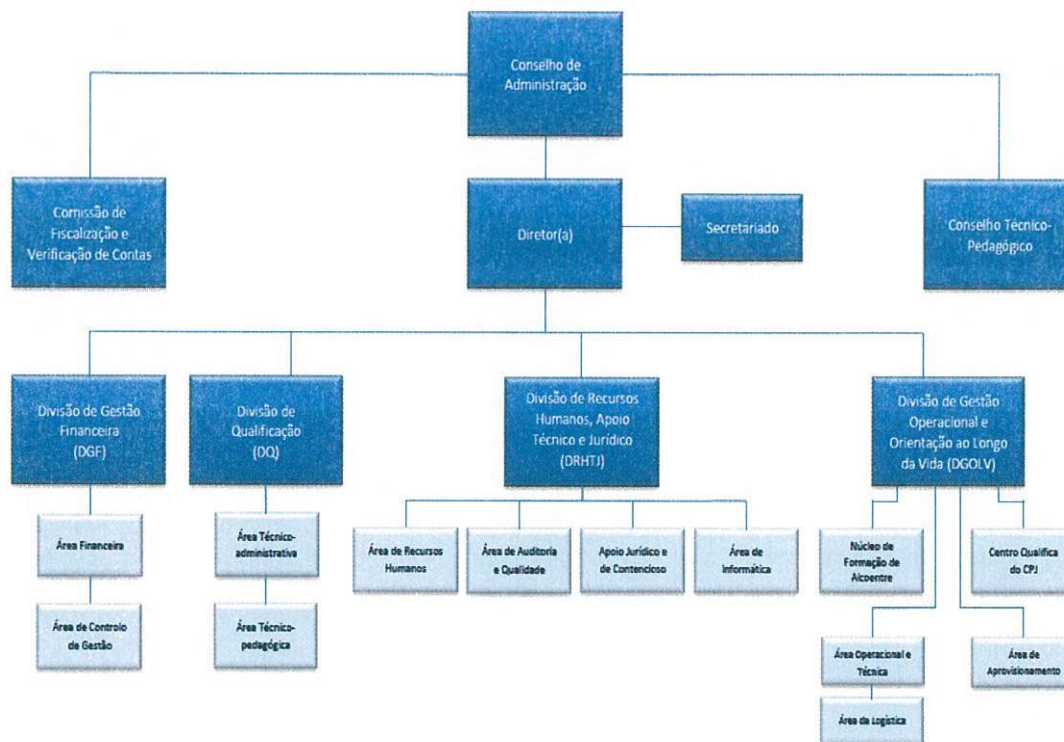 Conselho de
Administração
Comissão de
Fiscalização e
Verificação de Contas
Diretor(a)
Secretariado
Conselho Técnico-
Pedagógico
Divisão de Gestão
Financeira
(DGF)
Divisão de
Qualificação
(DQ)
Divisão de Recursos
Humanos, Apoio
Técnico e Jurídico
(DRHTJ)
Divisão de Gestão
Operacional e
Orientação ao Longo
da Vida (DGOLV)
Área Financeira
Área de Controlo
de Gestão
Área Técnico-
administrativa
Área Técnico-
pedagógica
Área de Recursos
Humanos
Área de Auditoria
e Qualidade
Apoio Jurídico e
de Contencioso
Área de
Informática
Núcleo de
Formação de
Alcoentre
Centro Qualifica
do CPJ
Área Operacional e
Técnica
Área da Logística
Área de
Aprovisionamento